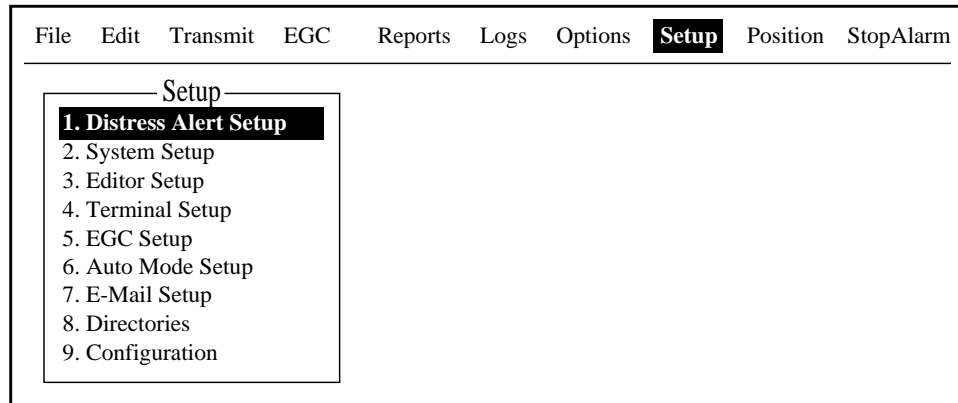 File Edit Transmit EGC Reports Logs Options Setup Position StopAlarm
Setup
1. Distress Alert Setup
2. System Setup
3. Editor Setup
4. Terminal Setup
5. EGC Setup
6. Auto Mode Setup
7. E-Mail Setup
8. Directories
9. Configuration